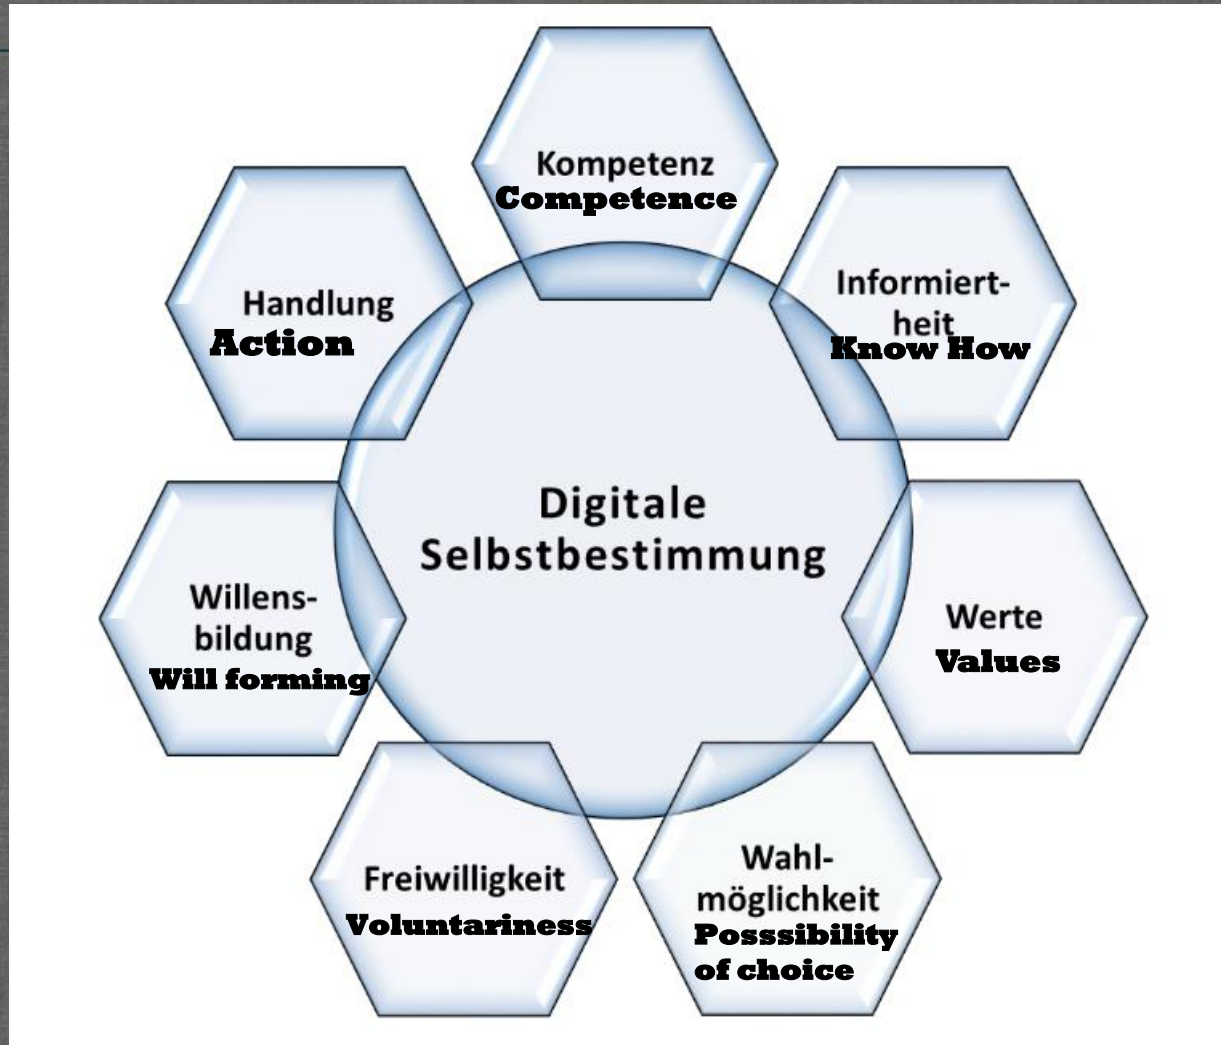 Kompetenz
Competence
Informiert-
heit
Know How
Werte
Values
Wahl-
möglichkeit
Posssibility
of choice
Freiwilligkeit
Voluntariness
Willens-
bildung
Will forming
Handlung
Action
Digitale
Selbstbestimmung